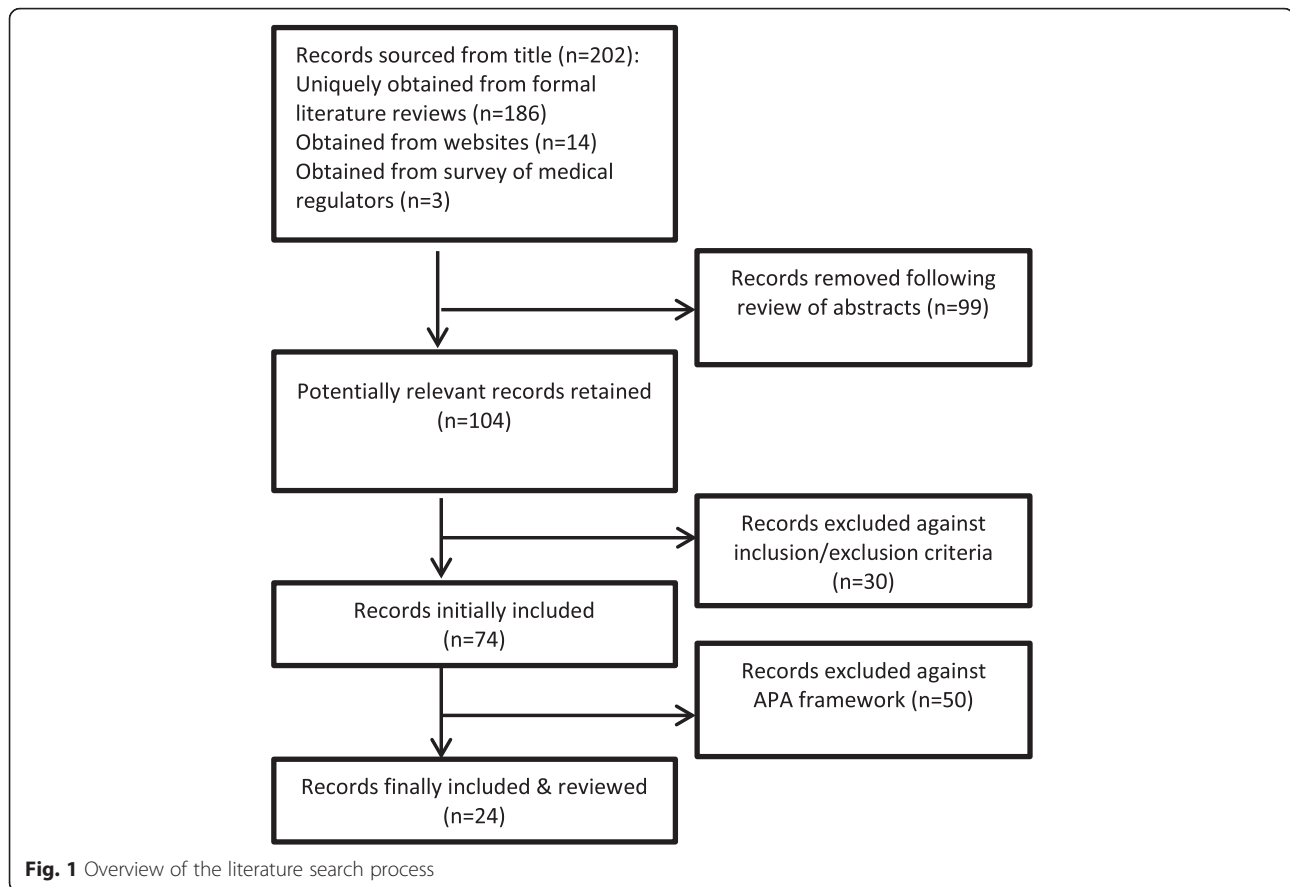 Records sourced from title (n=202):
Uniquely obtained from formal
literature reviews (n=186)
Obtained from websites (n=14)
Obtained from survey of medical
regulators (n=3)
Records removed following
review of abstracts (n=99)
Potentially relevant records retained
(n=104)
Records excluded against
inclusion/exclusion criteria
(n=30)
Records initially included
(n=74)
Records excluded against
APA framework (n=50)
Records finally included & reviewed
(n=24)
Fig. 1 Overview of the literature search process